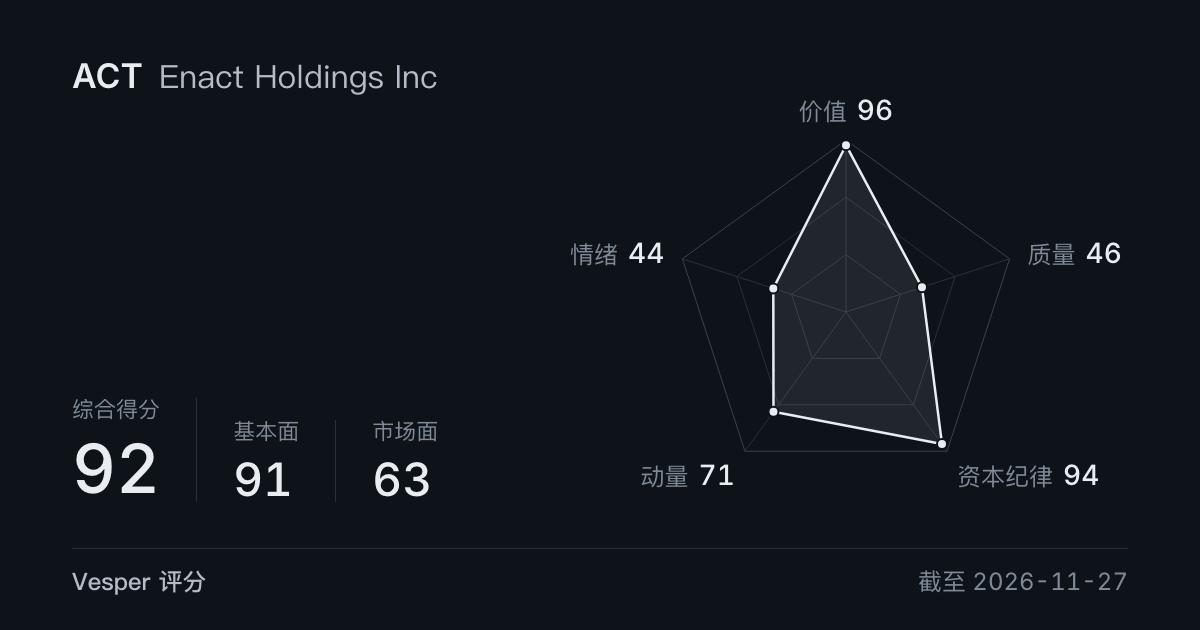 ACT Enact Holdings Inc
价值 96
情绪 44
质量 46
动量 71
资本纪律 94
综合得分
92
基本面
91
市场面
63
Vesper 评分
截至 2026-11-27